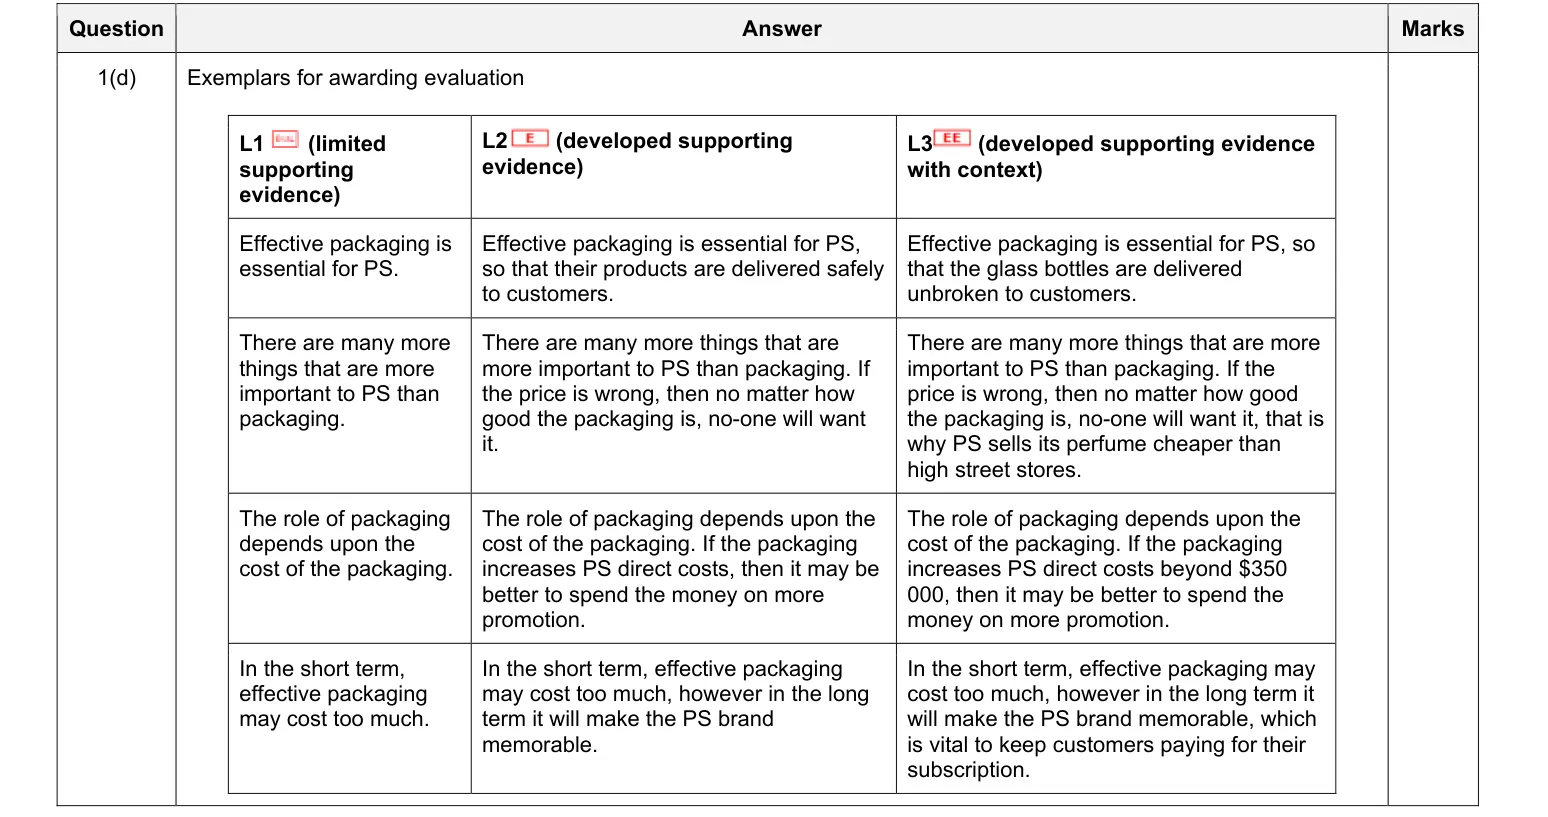 Question Answer Marks
1(d) Exemplars for awarding evaluation
L1 EVAL (limited
supporting
evidence)
L2 E (developed supporting
evidence)
L3 EE (developed supporting evidence
with context)
Effective packaging is
essential for PS.
Effective packaging is essential for PS,
so that their products are delivered safely
to customers.
Effective packaging is essential for PS, so
that the glass bottles are delivered
unbroken to customers.
There are many more
things that are more
important to PS than
packaging.
There are many more things that are
more important to PS than packaging. If
the price is wrong, then no matter how
good the packaging is, no-one will want
it.
There are many more things that are more
important to PS than packaging. If the
price is wrong, then no matter how good
the packaging is, no-one will want it, that is
why PS sells its perfume cheaper than
high street stores.
The role of packaging
depends upon the
cost of the packaging.
The role of packaging depends upon the
cost of the packaging. If the packaging
increases PS direct costs, then it may be
better to spend the money on more
promotion.
The role of packaging depends upon the
cost of the packaging. If the packaging
increases PS direct costs beyond $350
000, then it may be better to spend the
money on more promotion.
In the short term,
effective packaging
may cost too much.
In the short term, effective packaging
may cost too much, however in the long
term it will make the PS brand
memorable.
In the short term, effective packaging may
cost too much, however in the long term it
will make the PS brand memorable, which
is vital to keep customers paying for their
subscription.